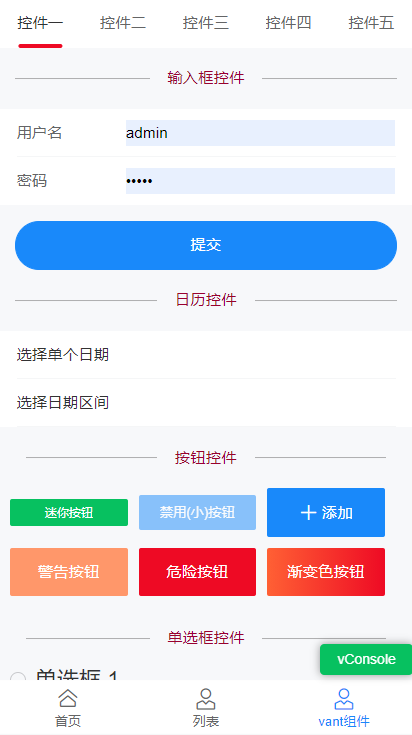 控件一 控件二 控件三 控件四 控件五
输入框控件
用户名 admin
密码 •••••
提交
日历控件
选择单个日期
选择日期区间
按钮控件
迷你按钮 禁用(小)按钮 添加
警告按钮 危险按钮 渐变色按钮
单选框控件
vConsole
单选框 1
首页 列表 vant组件